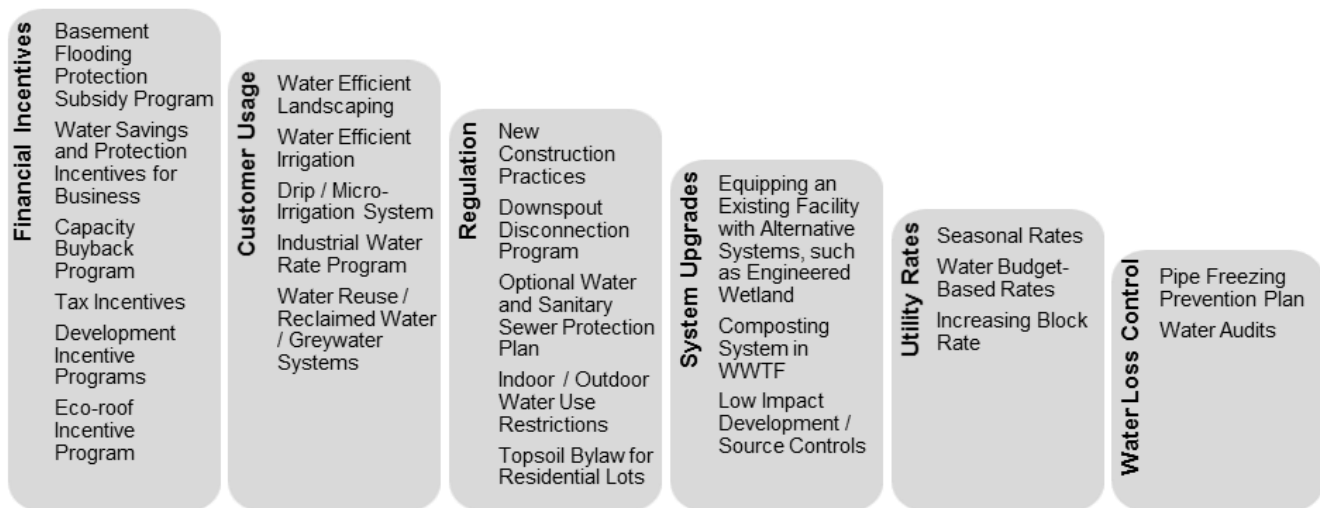 Financial Incentives
Basement
Flooding
Protection
Subsidy Program
Water Savings
and Protection
Incentives for
Business
Capacity
Buyback
Program
Tax Incentives
Development
Incentive
Programs
Eco-roof
Incentive
Program
Customer Usage
Water Efficient
Landscaping
Water Efficient
Irrigation
Drip / Micro-
Irrigation System
Industrial Water
Rate Program
Water Reuse /
Reclaimed Water
/ Greywater
Systems
Regulation
New
Construction
Practices
Downspout
Disconnection
Program
Optional Water
and Sanitary
Sewer Protection
Plan
Indoor / Outdoor
Water Use
Restrictions
Topsoil Bylaw for
Residential Lots
System Upgrades
Equipping an
Existing Facility
with Alternative
Systems, such
as Engineered
Wetland
Composting
System in
WWTF
Low Impact
Development /
Source Controls
Utility Rates
Seasonal Rates
Water Budget-
Based Rates
Increasing Block
Rate
Water Loss Control
Pipe Freezing
Prevention Plan
Water Audits